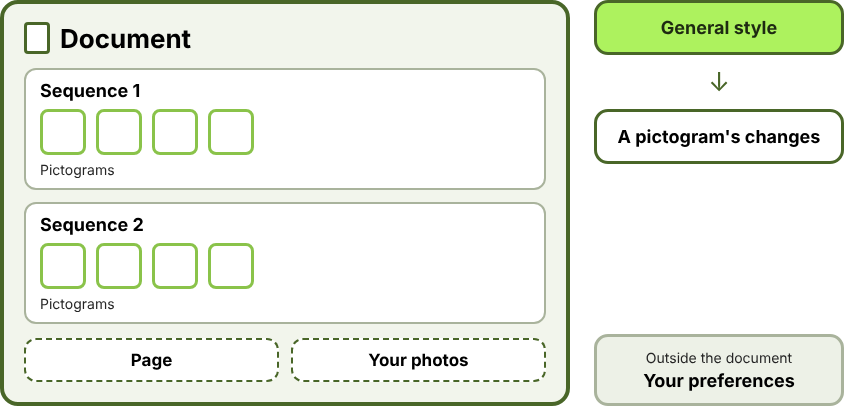 Document
Sequence 1
Pictograms
Sequence 2
Pictograms
Page
Your photos
General style
A pictogram's changes
Outside the document
Your preferences